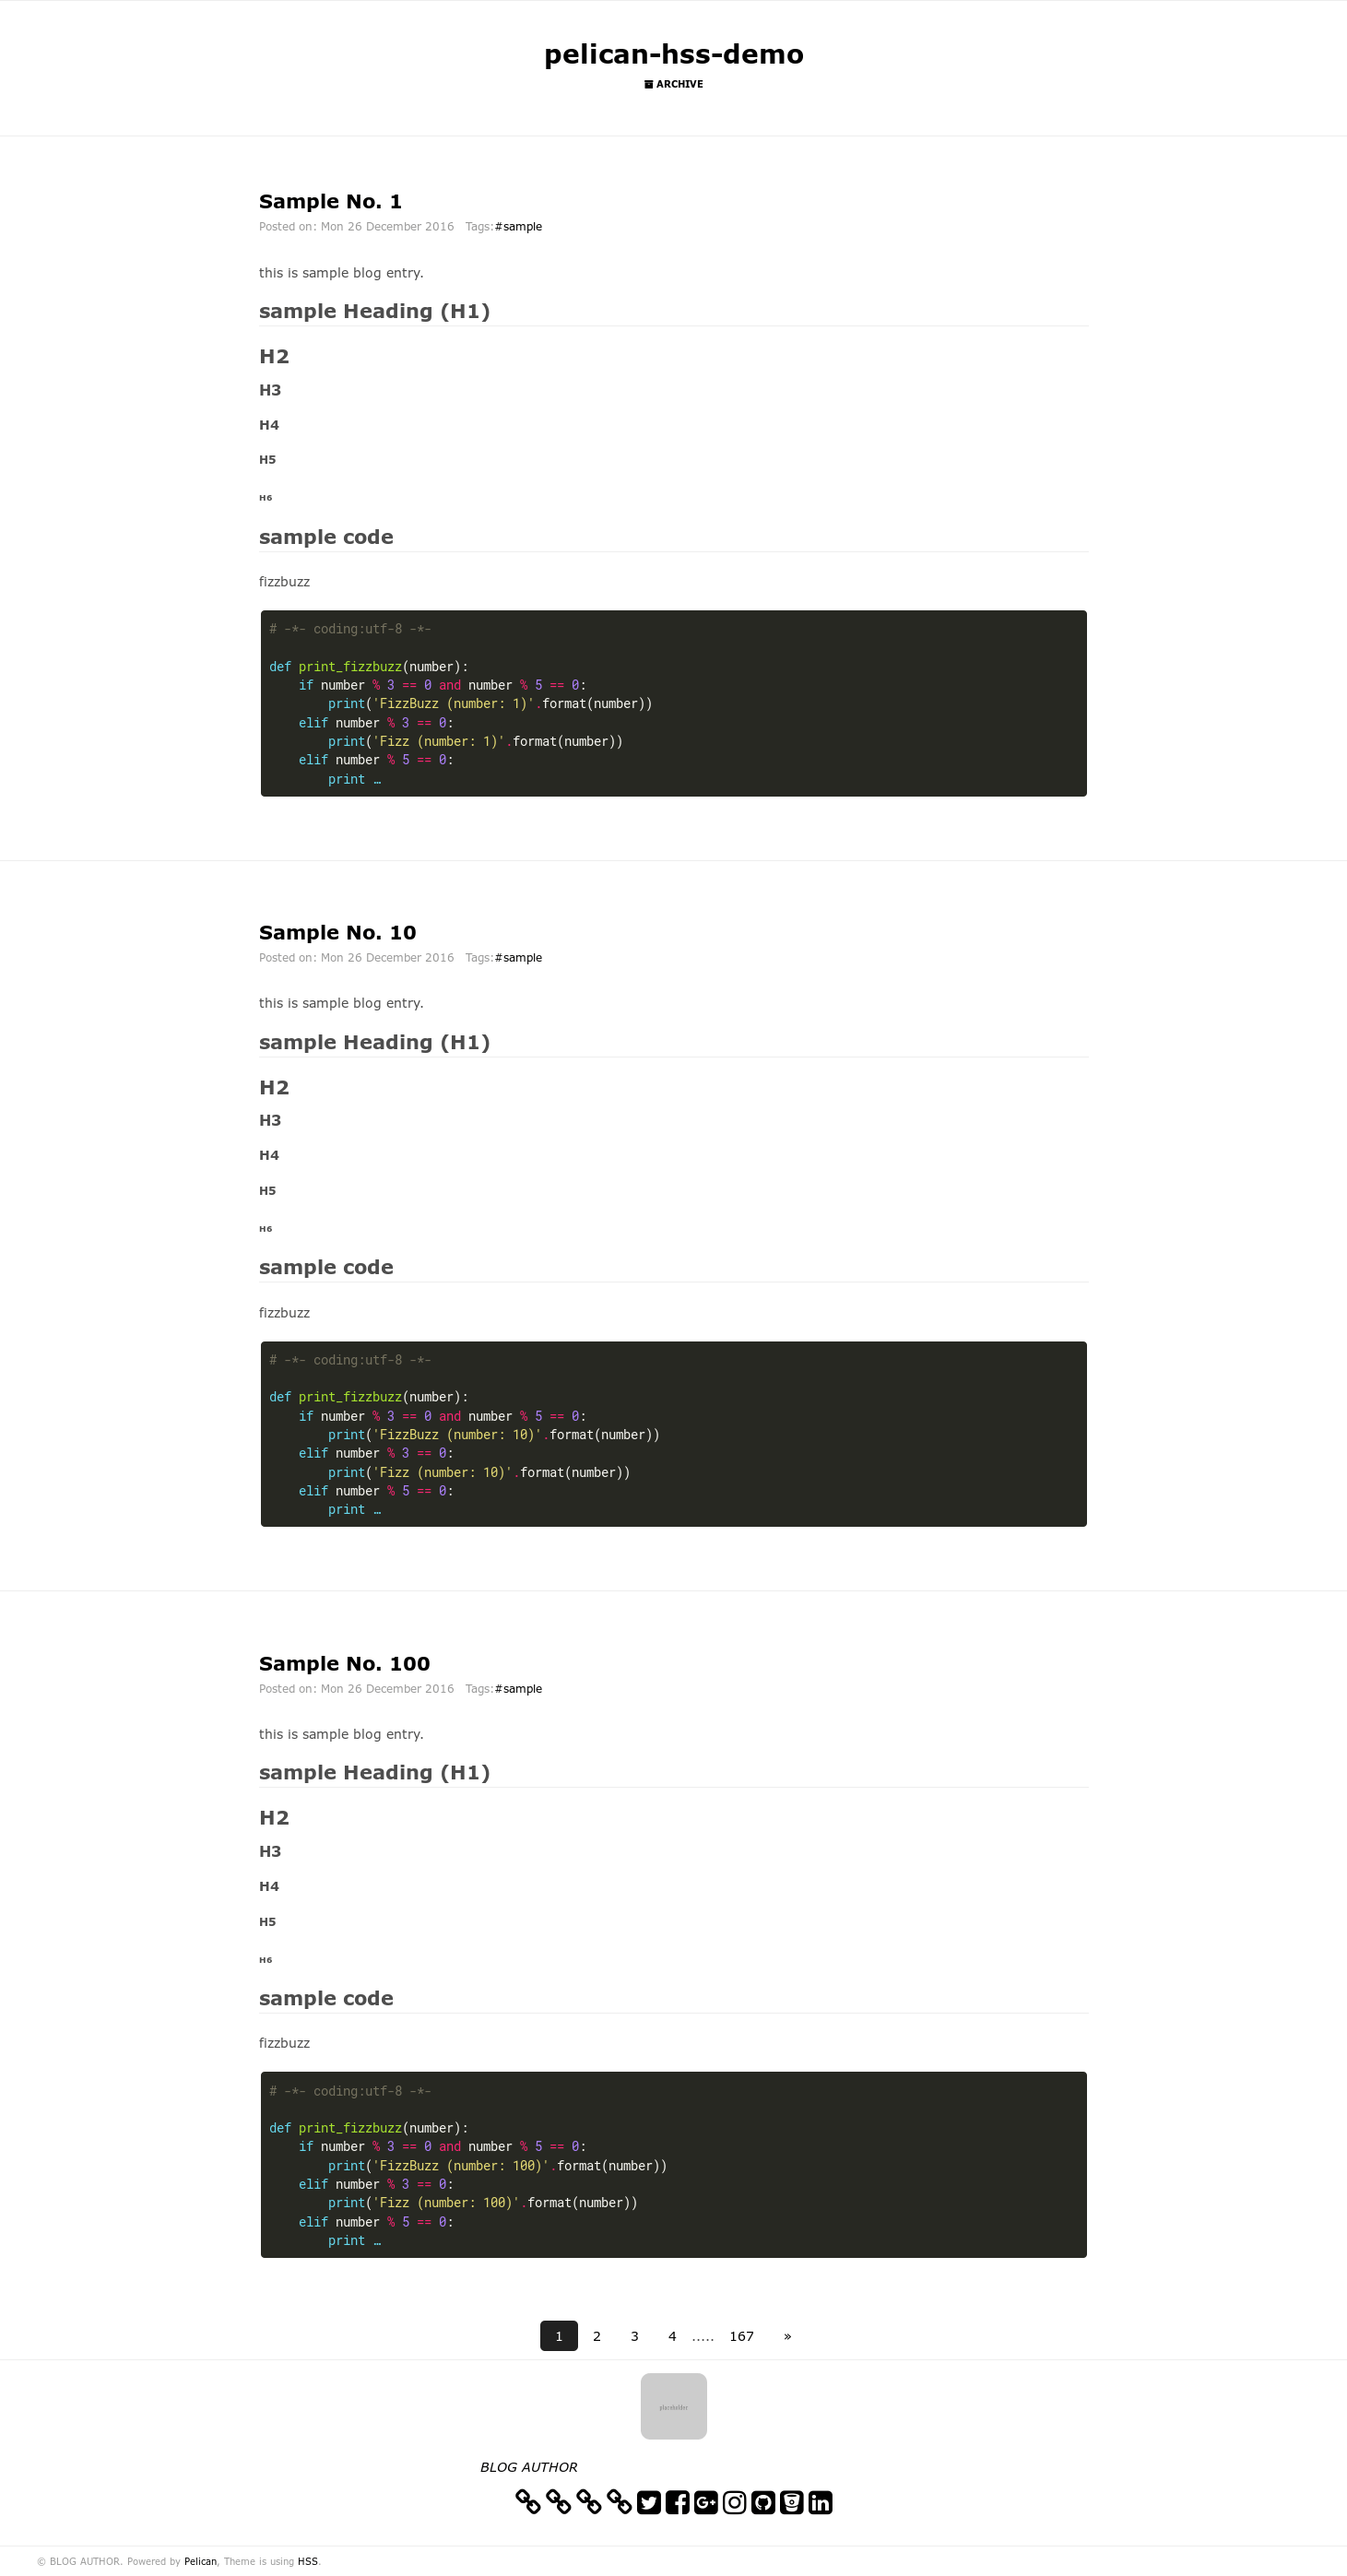 pelican-hss-demo
ARCHIVE
Sample No. 1
Posted on: Mon 26 December 2016 Tags:#sample
this is sample blog entry.
sample Heading (H1)
H2
H3
H4
H5
H6
sample code
fizzbuzz
# -*- coding:utf-8 -*-
def print_fizzbuzz(number):
    if number % 3 == 0 and number % 5 == 0:
        print('FizzBuzz (number: 1)'.format(number))
    elif number % 3 == 0:
        print('Fizz (number: 1)'.format(number))
    elif number % 5 == 0:
        print …
Sample No. 10
Posted on: Mon 26 December 2016 Tags:#sample
this is sample blog entry.
sample Heading (H1)
H2
H3
H4
H5
H6
sample code
fizzbuzz
# -*- coding:utf-8 -*-
def print_fizzbuzz(number):
    if number % 3 == 0 and number % 5 == 0:
        print('FizzBuzz (number: 10)'.format(number))
    elif number % 3 == 0:
        print('Fizz (number: 10)'.format(number))
    elif number % 5 == 0:
        print …
Sample No. 100
Posted on: Mon 26 December 2016 Tags:#sample
this is sample blog entry.
sample Heading (H1)
H2
H3
H4
H5
H6
sample code
fizzbuzz
# -*- coding:utf-8 -*-
def print_fizzbuzz(number):
    if number % 3 == 0 and number % 5 == 0:
        print('FizzBuzz (number: 100)'.format(number))
    elif number % 3 == 0:
        print('Fizz (number: 100)'.format(number))
    elif number % 5 == 0:
        print …
1 2 3 4 ..... 167 »
placeholder
BLOG AUTHOR
© BLOG AUTHOR. Powered by Pelican, Theme is using HSS.